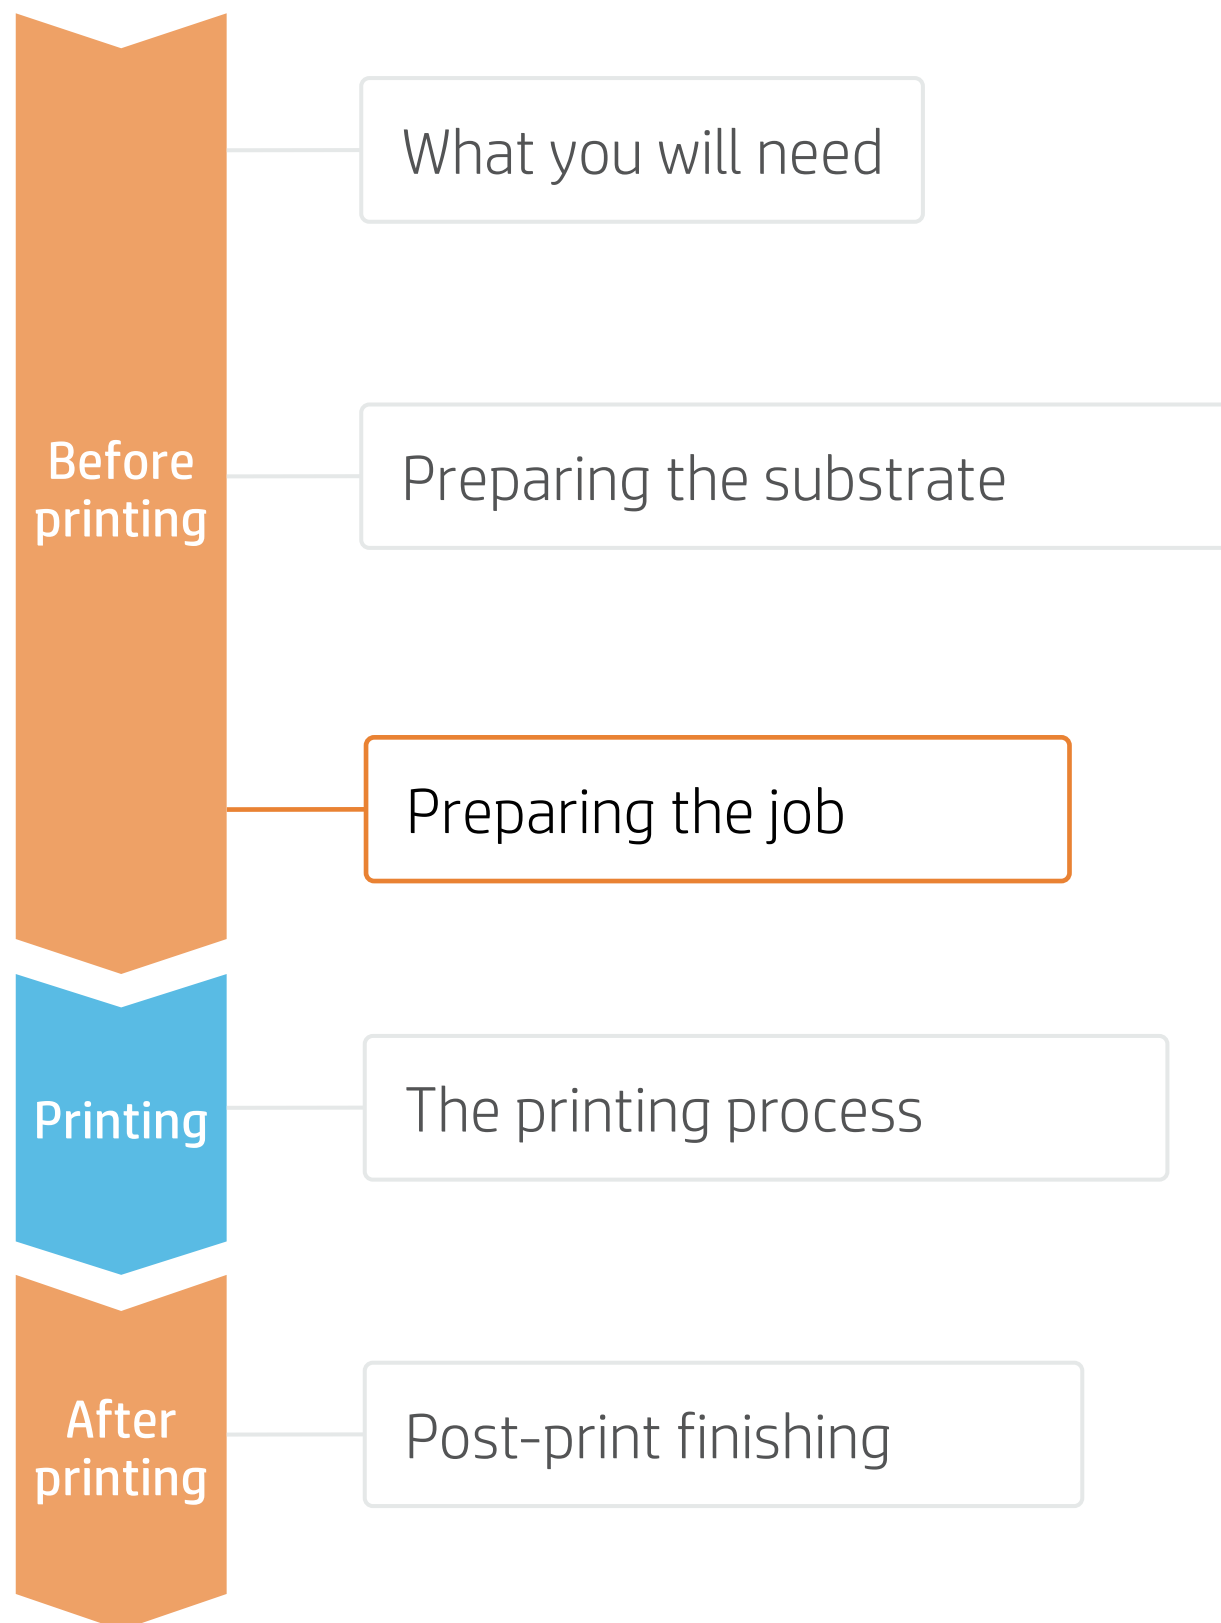 What you will need
Before
printing
Preparing the substrate
Preparing the job
Printing
The printing process
After
printing
Post-print finishing